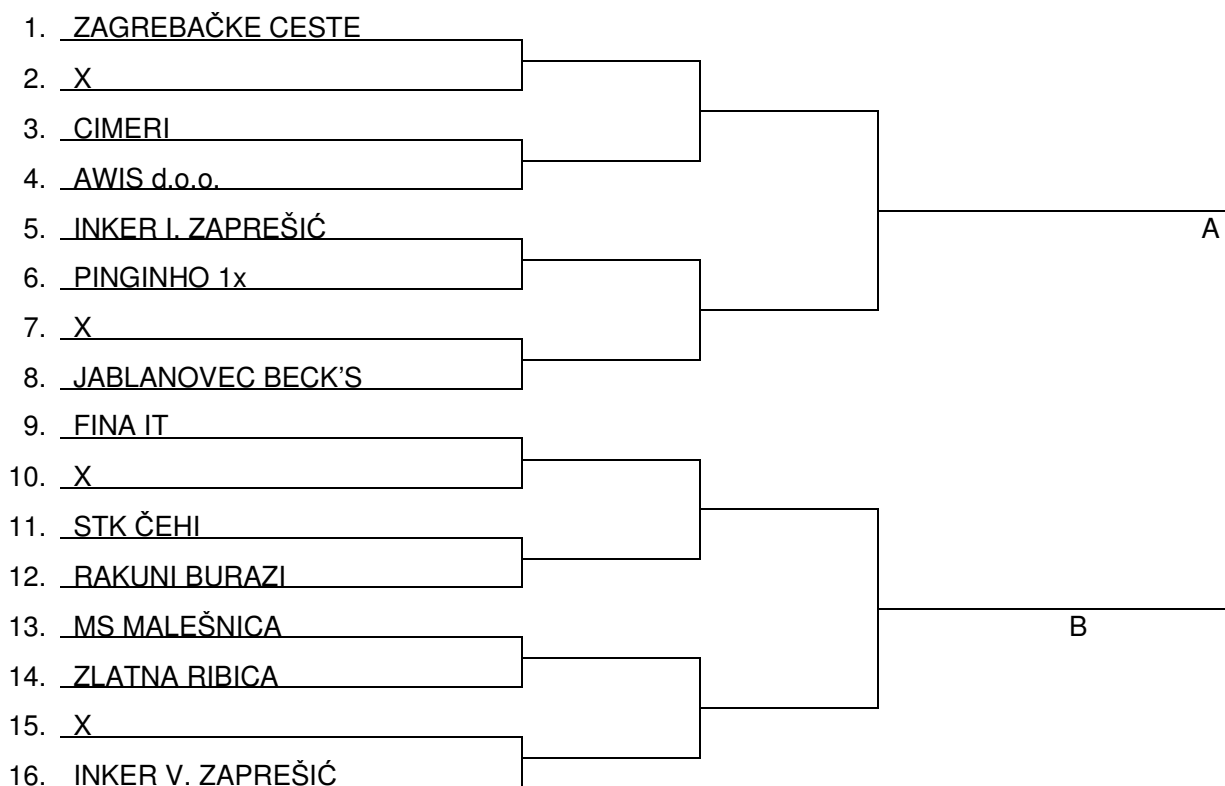 1. ZAGREBAČKE CESTE
2. X
3. CIMERI
4. AWIS d.o.o.
5. INKER I. ZAPREŠIĆ
A
6. PINGINHO 1x
7. X
8. JABLANOVEC BECK'S
9. FINA IT
10. X
11. STK ČEHI
12. RAKUNI BURAZI
13. MS MALEŠNICA
B
14. ZLATNA RIBICA
15. X
16. INKER V. ZAPREŠIĆ